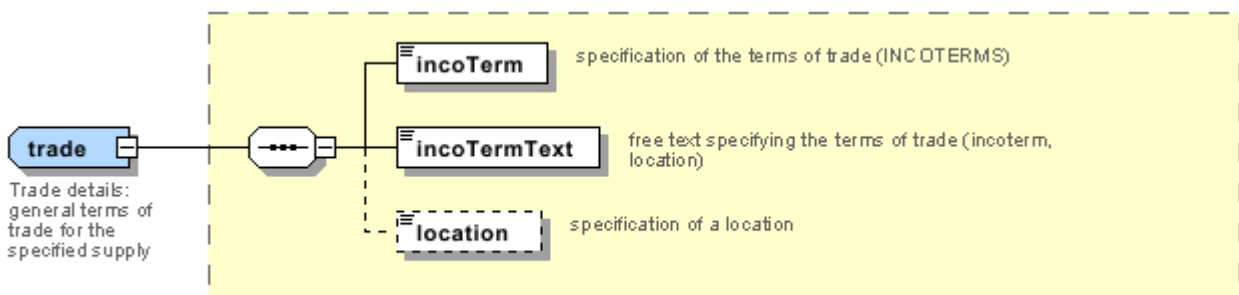 incoTerm
specification of the terms of trade (INCOTERMS)
trade
incoTermText
free text specifying the terms of trade (incoterm,
location)
Trade details:
general terms of
trade for the
specified supply
location
specification of a location